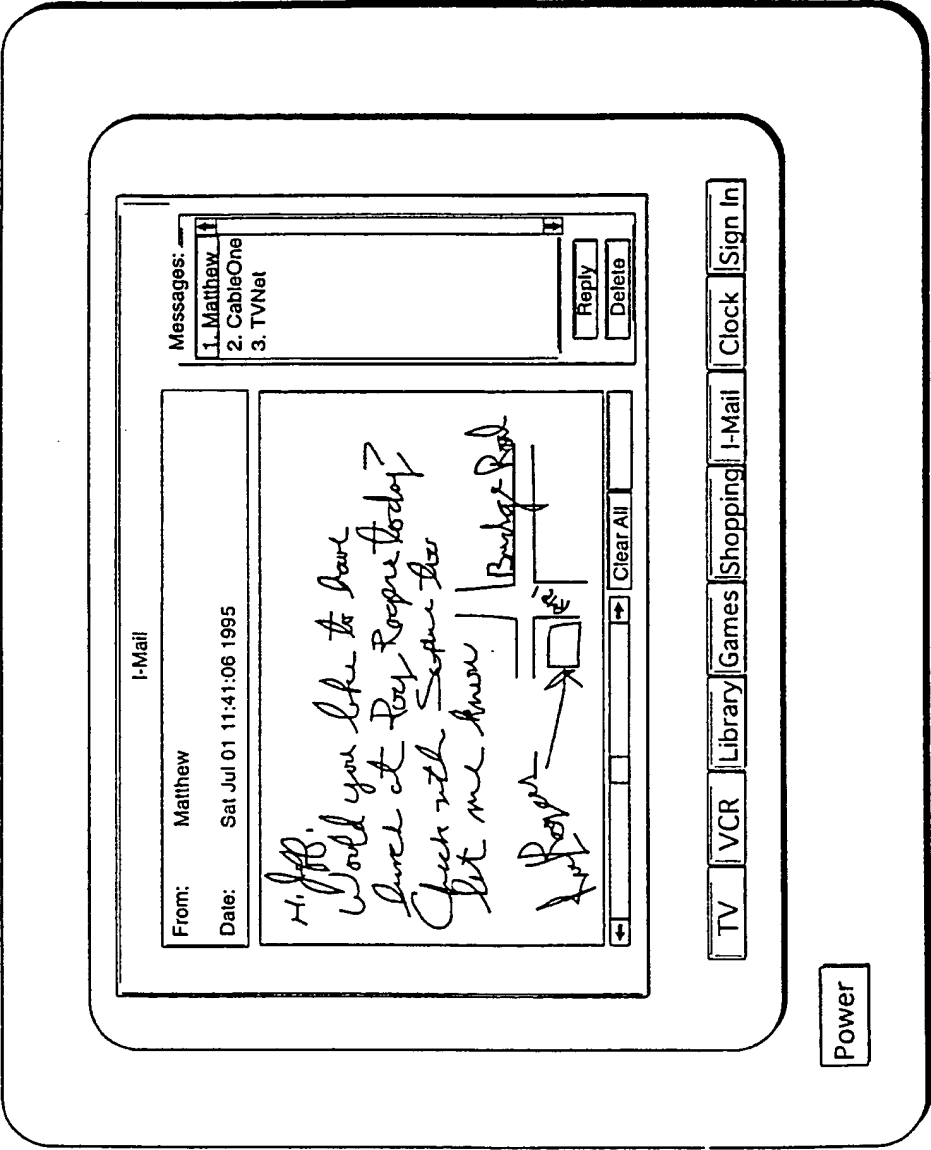 I-Mail
From: Matthew
Date: Sat Jul 01 11:41:06 1995
Messages:
1. Matthew
2. CableOne
3. TVNet
Reply
Delete
Hi Jeff,
Would you like to have
lunch at Roy Rogers today?
Check with Sophie then
let me know
Roy Rogers
Road
Clear All
TV
VCR
Library
Games
Shopping
I-Mail
Clock
Sign In
Power